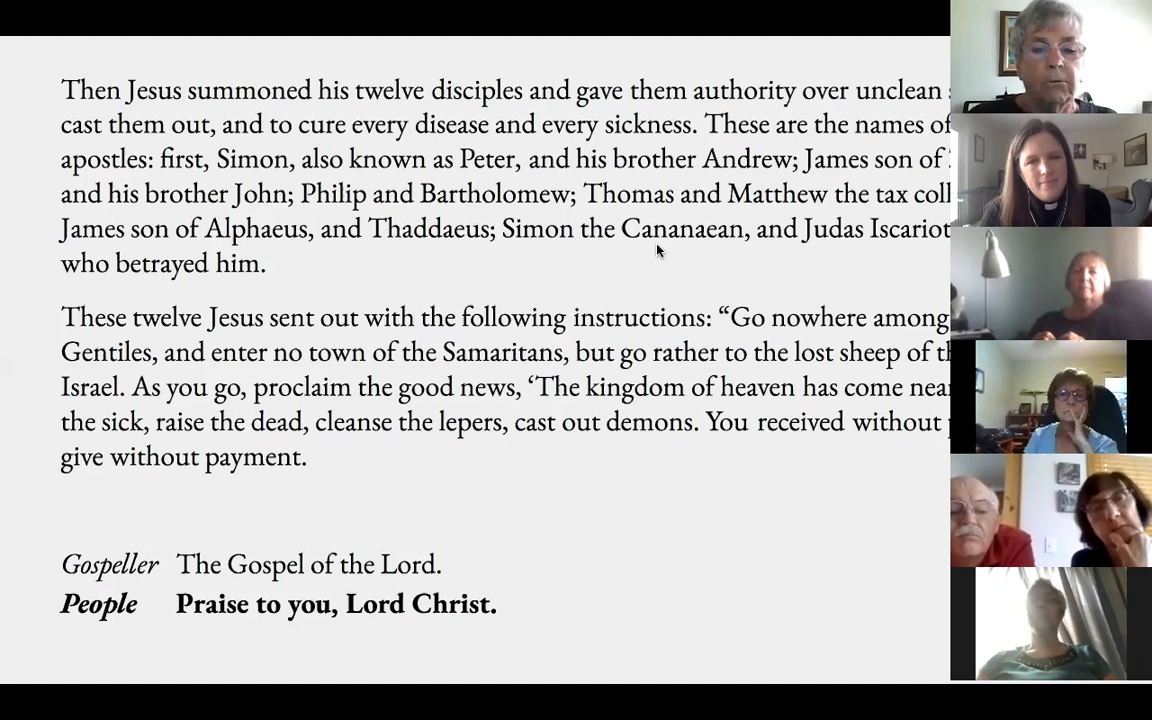 Then Jesus summoned his twelve disciples and gave them authority over unclean
cast them out, and to cure every disease and every sickness. These are the names of
apostles: first, Simon, also known as Peter, and his brother Andrew; James son of
and his brother John; Philip and Bartholomew; Thomas and Matthew the tax
James son of Alphaeus, and Thaddaeus; Simon the Cananaean, and Judas Iscariot
who betrayed him.
These twelve Jesus sent out with the following instructions: “Go nowhere among
Gentiles, and enter no town of the Samaritans, but go rather to the lost sheep of
Israel. As you go, proclaim the good news, ‘The kingdom of heaven has come
the sick, raise the dead, cleanse the lepers, cast out demons. You received without
give without payment.
Gospeller The Gospel of the Lord.
People Praise to you, Lord Christ.